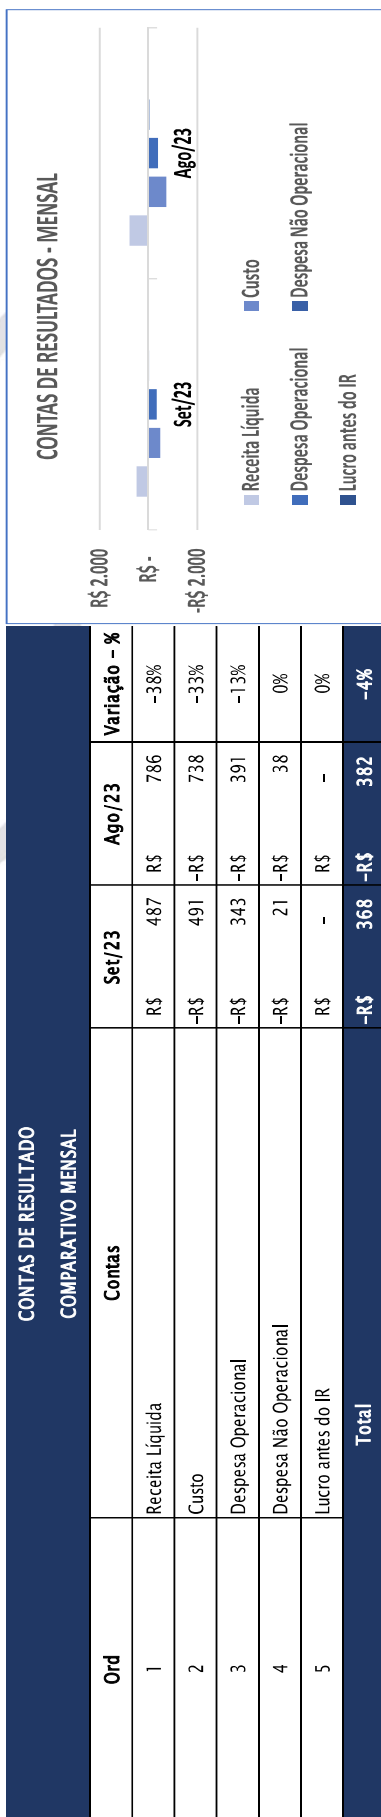 CONTAS DE RESULTADO
COMPARATIVO MENSAL
Ord Contas Set/23 Ago/23 Variação – %
1 Receita Líquida R$ 487 R$ 786 -38%
2 Custo -R$ 491 -R$ 738 -33%
3 Despesa Operacional -R$ 343 -R$ 391 -13%
4 Despesa Não Operacional -R$ 21 -R$ 38 0%
5 Lucro antes do IR R$ - R$ - 0%
Total -R$ 368 -R$ 382 -4%
CONTAS DE RESULTADOS - MENSAL
R$ 2.000
R$ -
-R$ 2.000
Set/23 Ago/23
Receita Líquida Custo
Despesa Operacional Despesa Não Operacional
Lucro antes do IR